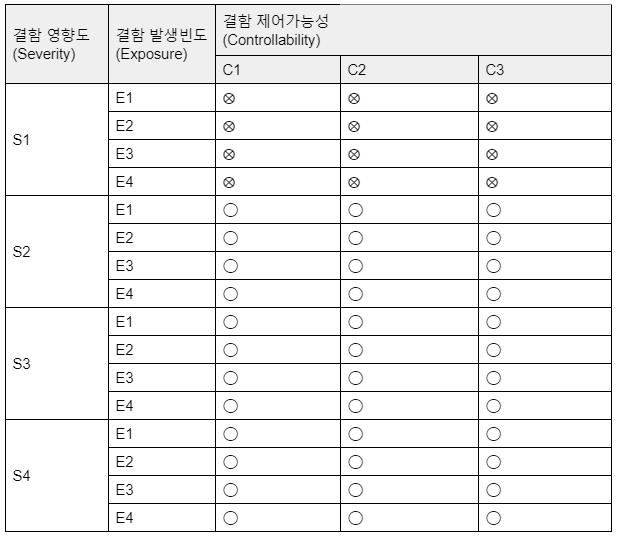 결함 영향도 (Severity) 결함 발생빈도 (Exposure) 결함 제어가능성 (Controllability)
C1 C2 C3
S1
E1 ⊗ ⊗ ⊗
E2 ⊗ ⊗ ⊗
E3 ⊗ ⊗ ⊗
E4 ⊗ ⊗ ⊗
S2
E1 ○ ○ ○
E2 ○ ○ ○
E3 ○ ○ ○
E4 ○ ○ ○
S3
E1 ○ ○ ○
E2 ○ ○ ○
E3 ○ ○ ○
E4 ○ ○ ○
S4
E1 ○ ○ ○
E2 ○ ○ ○
E3 ○ ○ ○
E4 ○ ○ ○